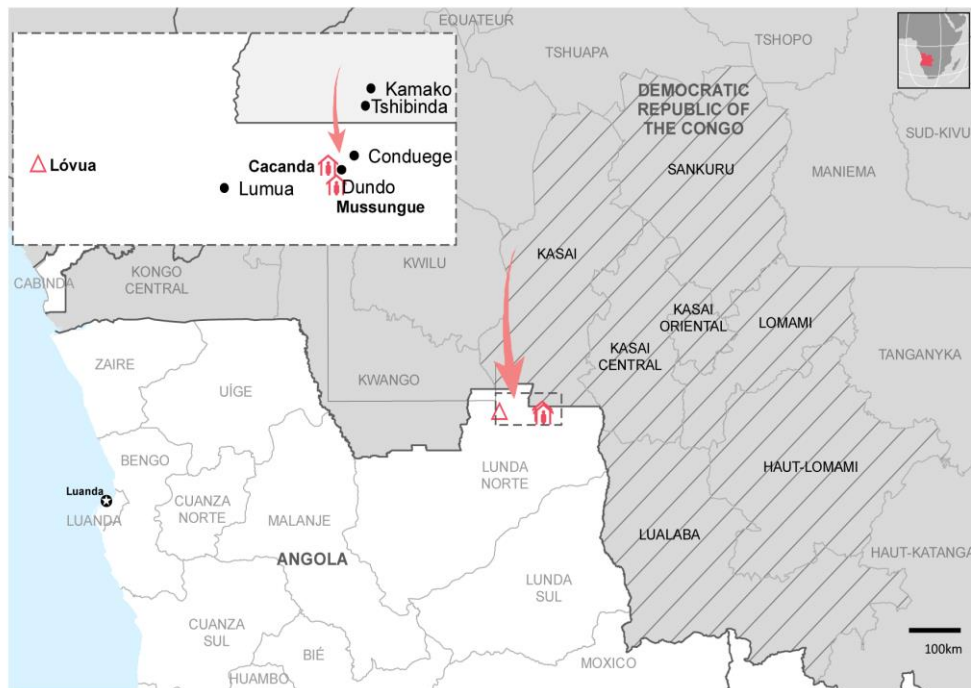 EQUATEUR
TSHUAPA
TSHOPO
Kamako
Tshibinda
Conduege
Cacanda
Dundo
Mussungue
Lumua
Lóvua
DEMOCRATIC
REPUBLIC OF
THE CONGO
SUD-KIVU
SANKURU
MANIEMA
KASAI
KWILU
CABINDA
KONGO
CENTRAL
KASAI
ORIENTAL
LOMAMI
KASAI
CENTRAL
TANGANYKA
ZAIRE
KWANGO
UÍGE
BENGO
LUNDA
NORTE
HAUT-LOMAMI
Luanda
LUANDA
CUANZA
NORTE
MALANJE
LUALABA
HAUT-KATANGA
ANGOLA
LUNDA
SUL
CUANZA
SUL
BIÉ
HUAMBO
MOXICO
100km